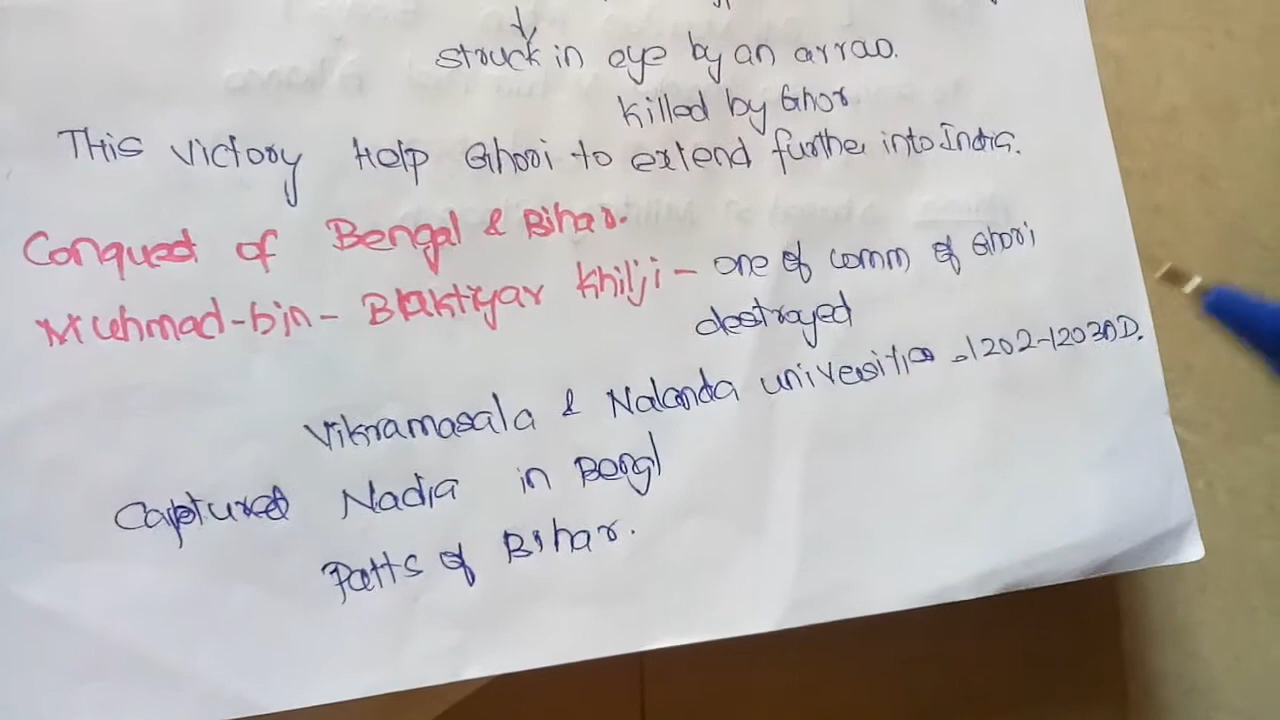 struck in eye by an arrao.
killed by Ghor
This victory Help Ghori to extend furthe into India.
Conquest of Bengal & Bihar.
Muhmad-bin-Bhaktiyar Khilji - one of comm of Ghori
destroyed
Vikramasala & Nalanda universities 1202-1203AD.
Captured Nadia in Bengl
Patts of Bihar.